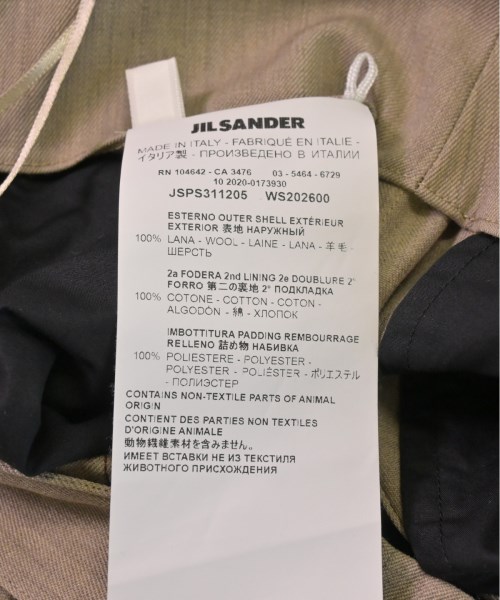 JIL SANDER
MADE IN ITALY - FABRIQUÉ EN ITALIE -
イタリア製 - ПРОИЗВЕДЕНО В ИТАЛИИ
RN 104642 - CA 3476 03 - 5464 - 6729
10 2020-0173930
JSPS311205 WS202600
ESTERNO OUTER SHELL EXTÉRIEUR
EXTERIOR 表地 НАРУЖНЫЙ
100% LANA - WOOL - LAINE - LANA - 羊毛 -
ШЕРСТЬ
2a FODERA 2nd LINING 2e DOUBLURE 2°
FORRO 第二の裏地 2° ПОДКЛАДКА
100% COTONE - COTTON - COTON -
ALGODÓN - 綿 - ХЛОПОК
IMBOTTITURA PADDING REMBOURRAGE
RELLENO 詰め物 НАБИВКА
100% POLIESTERE - POLYESTER -
POLYESTER - POLIÉSTER - ポリエステル
- ПОЛИЭСТЕР
CONTAINS NON-TEXTILE PARTS OF ANIMAL
ORIGIN
CONTIENT DES PARTIES NON TEXTILES
D'ORIGINE ANIMALE
動物繊維素材を含みません。
ИМЕЕТ ВСТАВКИ НЕ ИЗ ТЕКСТИЛЯ
ЖИВОТНОГО ПРИСХОЖДЕНИЯ